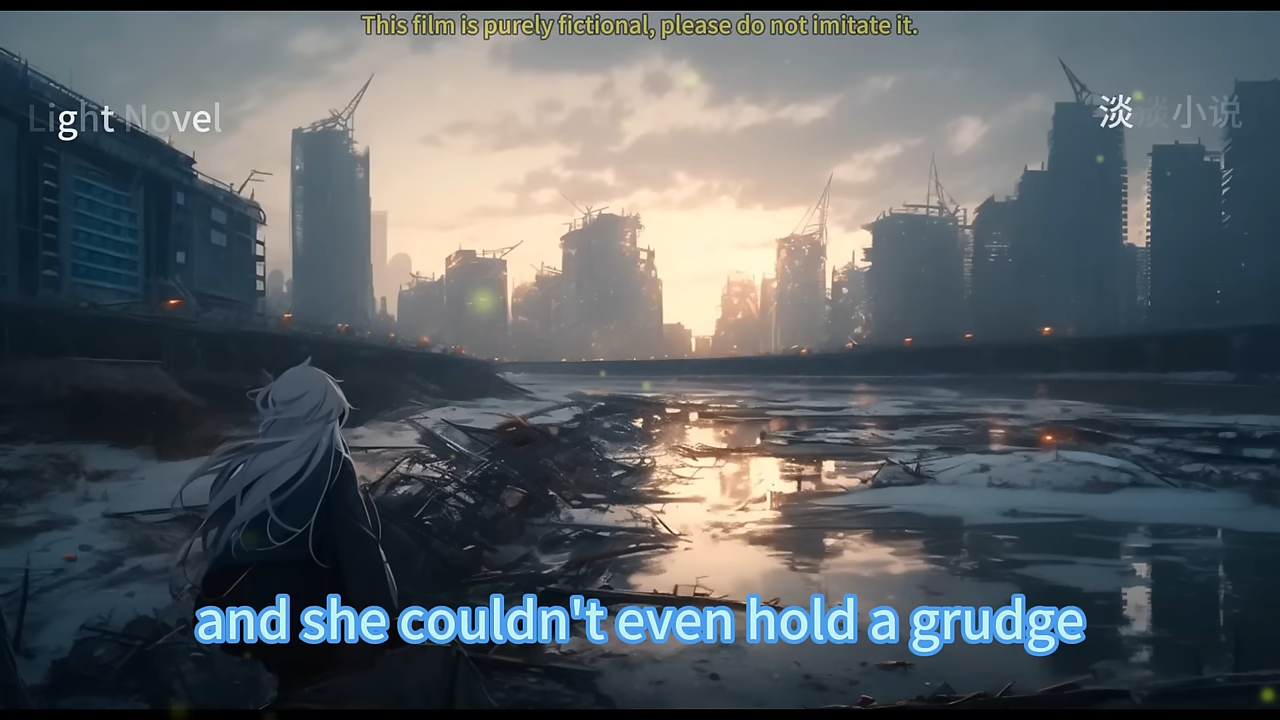 This film is purely fictional, please do not imitate it.
Light Novel
淡淡小说
and she couldn't even hold a grudge